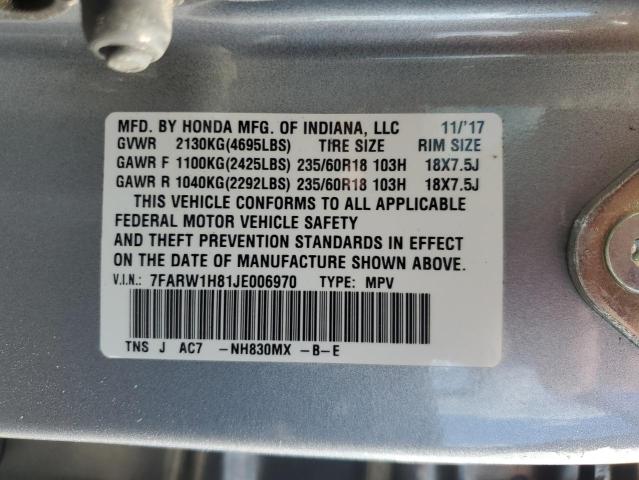 MFD. BY HONDA MFG. OF INDIANA, LLC 11/'17
GVWR 2130KG(4695LBS) TIRE SIZE RIM SIZE
GAWR F 1100KG(2425LBS) 235/60R18 103H 18X7.5J
GAWR R 1040KG(2292LBS) 235/60R18 103H 18X7.5J
THIS VEHICLE CONFORMS TO ALL APPLICABLE
FEDERAL MOTOR VEHICLE SAFETY
AND THEFT PREVENTION STANDARDS IN EFFECT
ON THE DATE OF MANUFACTURE SHOWN ABOVE.
V.I.N.: 7FARW1H81JE006970 TYPE: MPV
TNS J AC7 -NH830MX -B-E